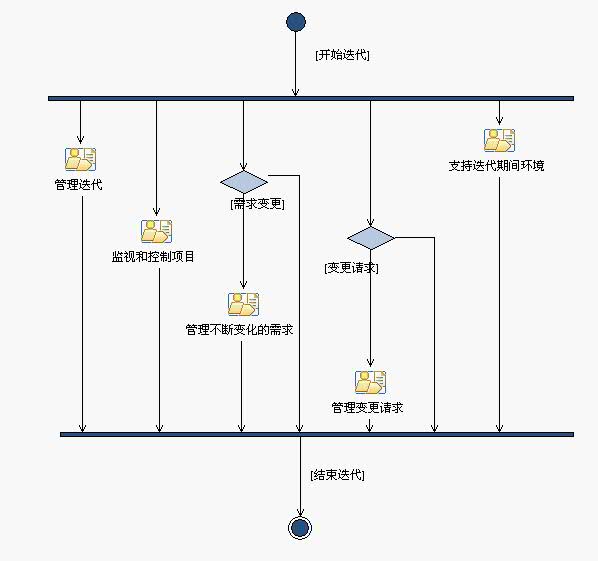 [开始迭代]
管理迭代
支持迭代期间环境
[需求变更]
监视和控制项目
[变更请求]
管理不断变化的需求
管理变更请求
[结束迭代]